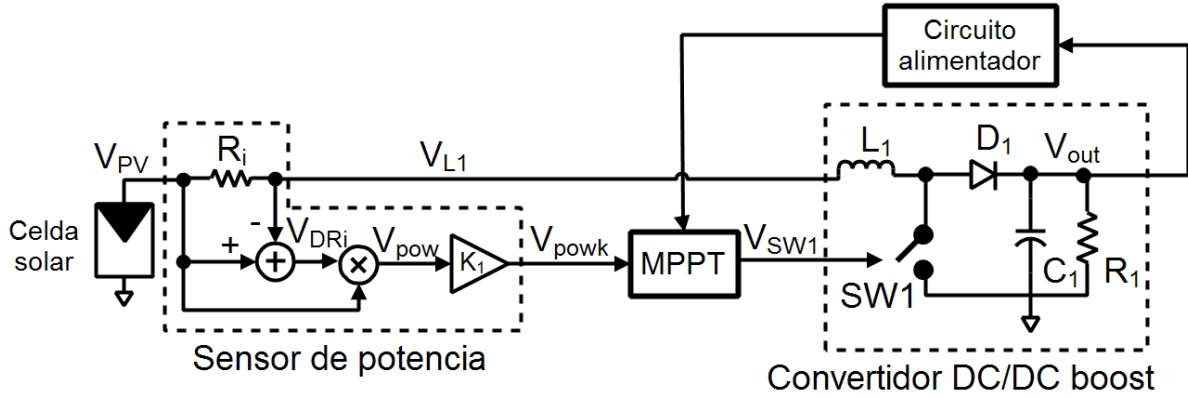 Circuito
alimentador
V_PV
R_i
V_L1
L_1
D_1
V_out
Celda
solar
-
+
+
V_DRi
×
V_pow
K_1
V_powk
MPPT
V_SW1
SW1
C_1
R_1
Sensor de potencia
Convertidor DC/DC boost